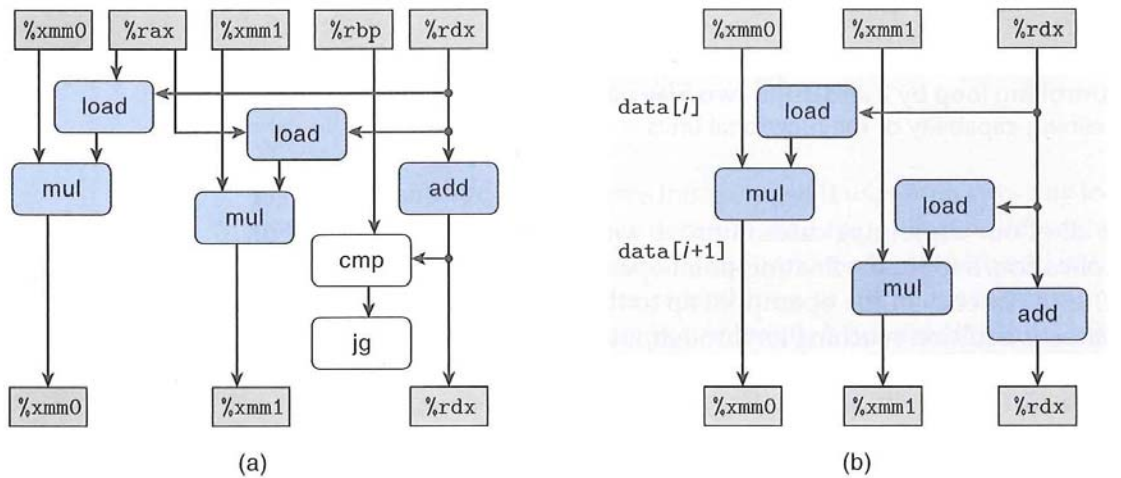 %xmm0 %rax %xmm1 %rbp %rdx
load
load
mul
mul
add
cmp
jg
%xmm0 %xmm1 %rdx
(a)
%xmm0 %xmm1 %rdx
data[i]
load
mul
load
data[i+1]
mul
add
%xmm0 %xmm1 %rdx
(b)